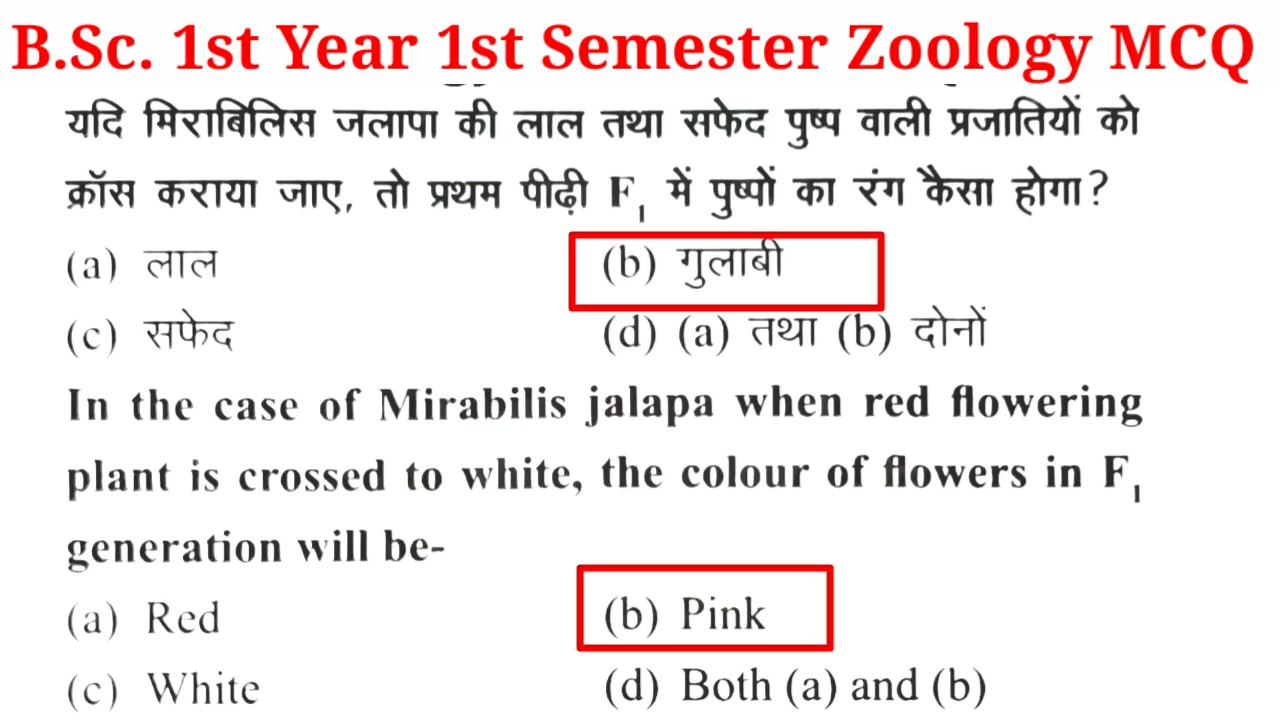 B.Sc. 1st Year 1st Semester Zoology MCQ
यदि मिराबिलिस जलापा की लाल तथा सफेद पुष्प वाली प्रजातियों को
क्रॉस कराया जाए, तो प्रथम पीढ़ी F₁ में पुष्पों का रंग कैसा होगा?
(a) लाल (b) गुलाबी
(c) सफेद (d) (a) तथा (b) दोनों
In the case of Mirabilis jalapa when red flowering
plant is crossed to white, the colour of flowers in F₁
generation will be-
(a) Red (b) Pink
(c) White (d) Both (a) and (b)